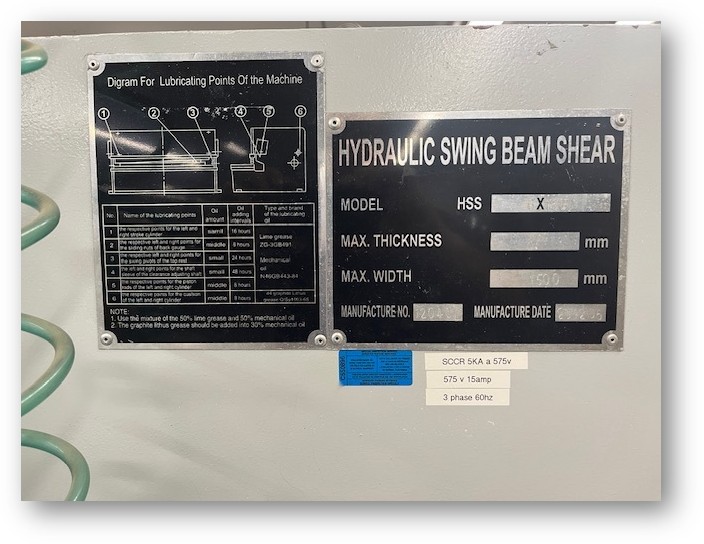 Digram For Lubricating Points Of the Machine
1 2 3 4 5 6
No. Name of the lubricating points Oil amount Oil adding intervals Type and brand of the lubricating oil
1 the respective points for the left and right stroke cylinder 16 hours
2 the respective left and right points for the sliding nuts of back gauge middle 8 hours
3 the respective left and right points for the swing pivots of the top rest small 24 hours
4 the left and right points for the shaft sleeve of the clearance adjusting shaft small 48 hours
5 the respective points for the piston rods of the left and right cylinder middle 8 hours
6 the respective points for the cushion of the left and right cylinder middle 8 hours
Lime grease
Mechanical
oil
NOTE:
1. Use the mixture of the 50% lime grease and 50% mechanical oil
2. The graphite lithus grease should be added into 30% mechanical oil
HYDRAULIC SWING BEAM SHEAR
MODEL HSS X
MAX. THICKNESS mm
MAX. WIDTH mm
MANUFACTURE NO. MANUFACTURE DATE
SCCR 5KA a 575v
575 v 15amp
3 phase 60hz